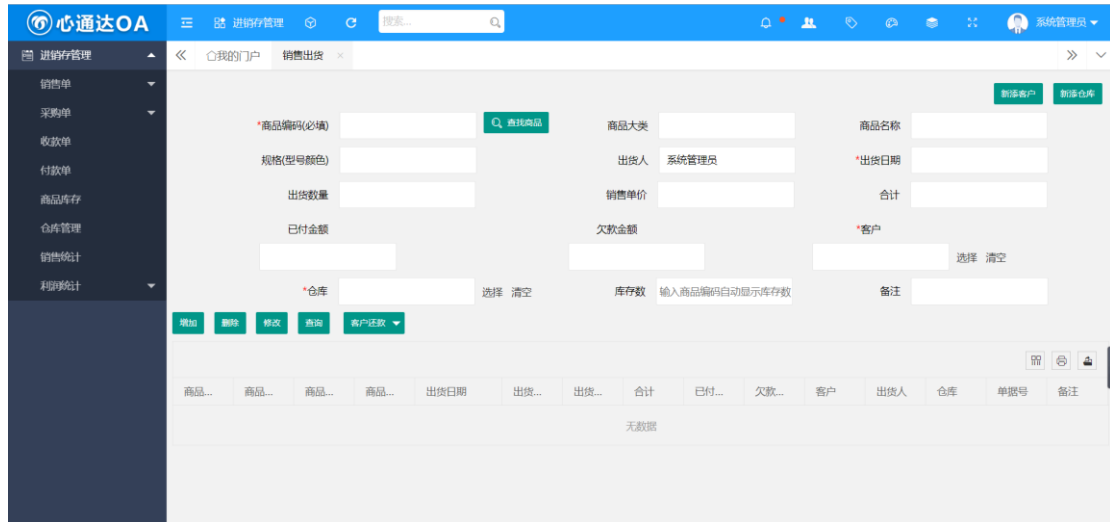 心通达OA 进销存管理 搜索... 系统管理员
进销存管理 我的门户 销售出货
销售单
采购单
收款单
付款单
商品库存
仓库管理
销售统计
利润统计
新添客户 新添仓库
*商品编码(必填) 查找商品 商品大类 商品名称
规格(型号颜色) 出货人 系统管理员 *出货日期
出货数量 销售单价 合计
已付金额 欠款金额 *客户
选择 清空
*仓库 选择 清空 库存数 输入商品编码自动显示库存数 备注
增加 删除 修改 查询 客户还款
商品... 商品... 商品... 商品... 出货日期 出货... 出货... 合计 已付... 欠款... 客户 出货人 仓库 单据号 备注
无数据